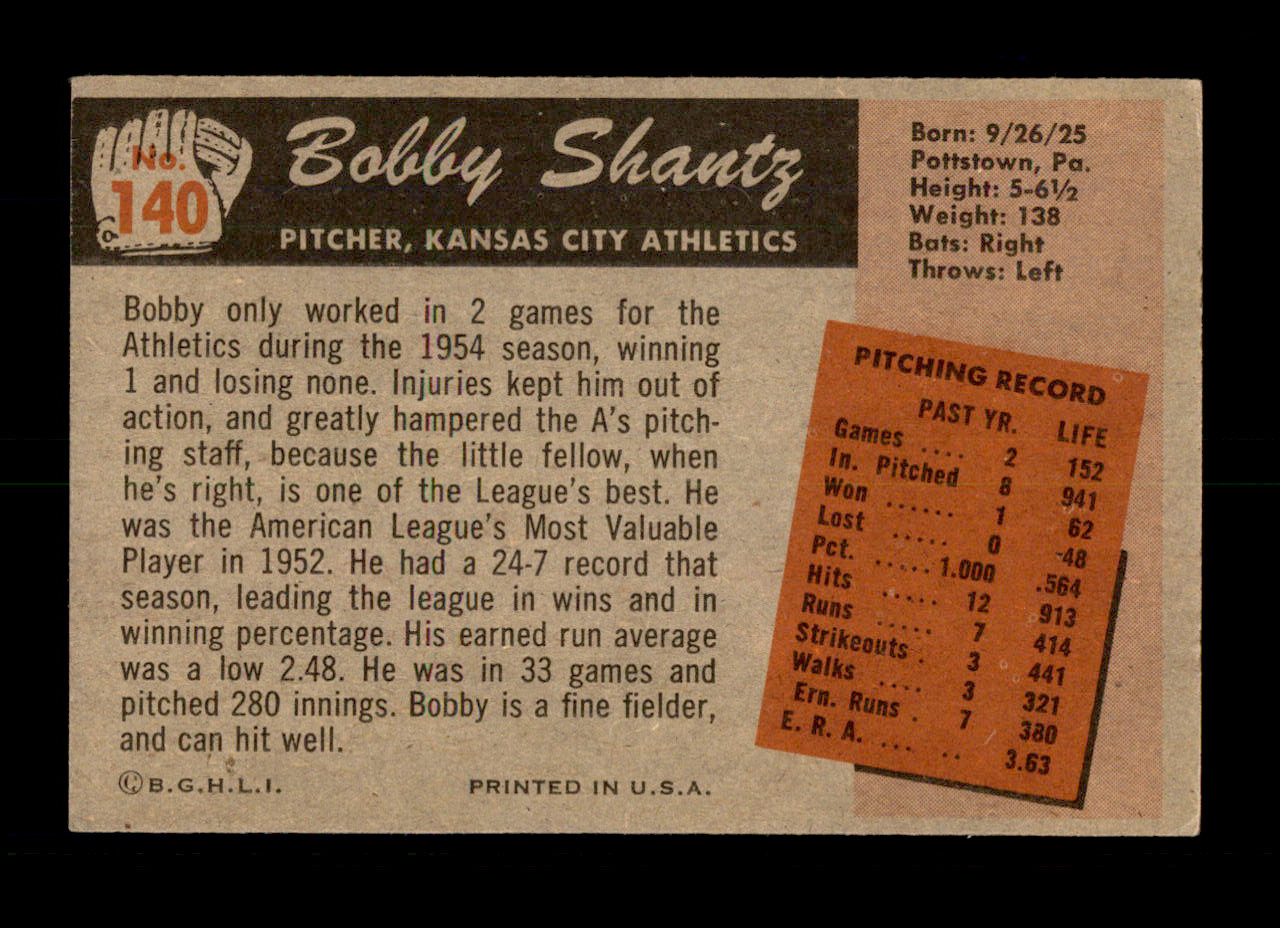 No.
140
Bobby Shantz
PITCHER, KANSAS CITY ATHLETICS
Born: 9/26/25
Pottstown, Pa.
Height: 5-6½
Weight: 138
Bats: Right
Throws: Left
Bobby only worked in 2 games for the
Athletics during the 1954 season, winning
1 and losing none. Injuries kept him out of
action, and greatly hampered the A's pitch-
ing staff, because the little fellow, when
he's right, is one of the League's best. He
was the American League's Most Valuable
Player in 1952. He had a 24-7 record that
season, leading the league in wins and in
winning percentage. His earned run average
was a low 2.48. He was in 33 games and
pitched 280 innings. Bobby is a fine fielder,
and can hit well.
©B.G.H.L.I. PRINTED IN U.S.A.
PITCHING RECORD
PAST YR. LIFE
Games .... 2 152
In. Pitched 8 941
Won ...... 1 62
Lost ..... 0 48
Pct. ..... 1.000 .564
Hits ..... 12 913
Runs ..... 7 414
Strikeouts . 3 441
Walks .... 3 321
Ern. Runs . 7 380
E. R. A. ... .. 3.63